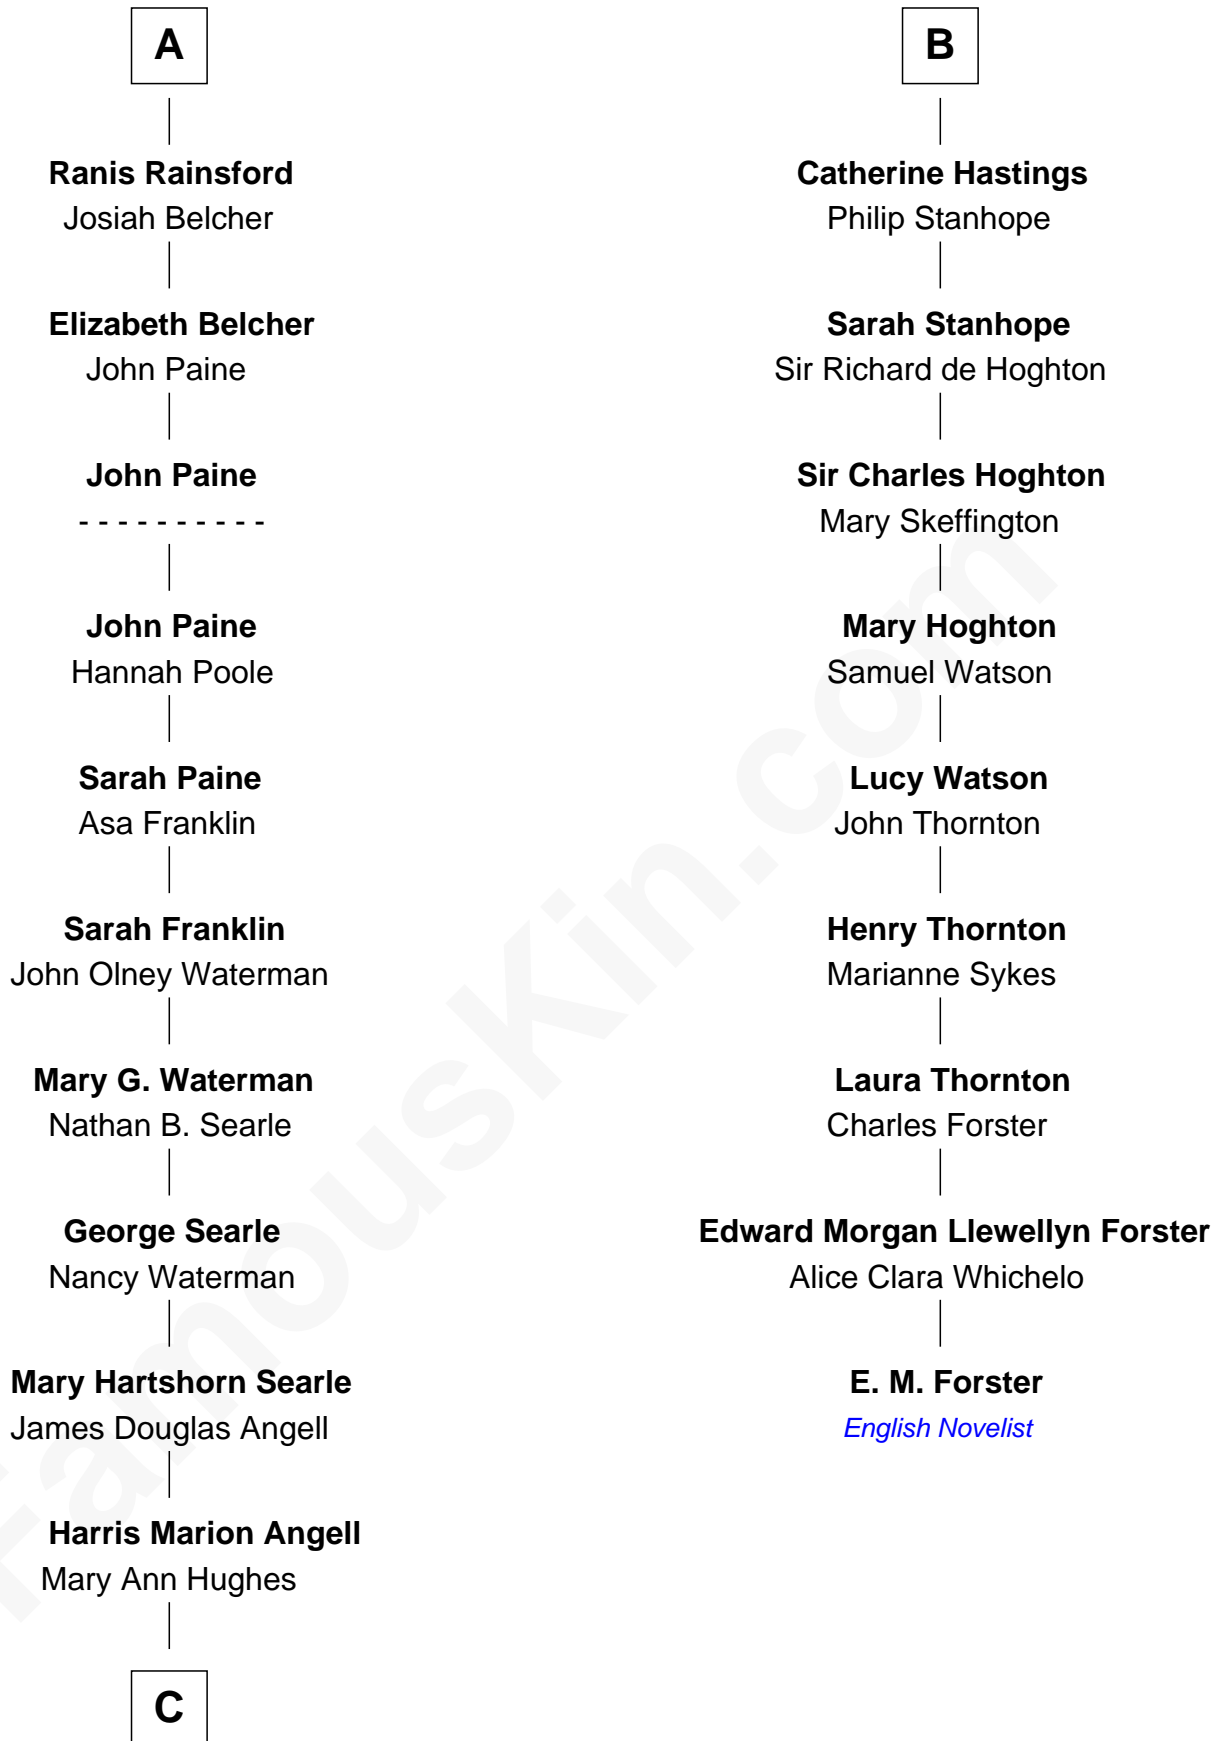 A
Ranis Rainsford
Josiah Belcher
Elizabeth Belcher
John Paine
John Paine
- - - - - - - - - -
John Paine
Hannah Poole
Sarah Paine
Asa Franklin
Sarah Franklin
John Olney Waterman
Mary G. Waterman
Nathan B. Searle
George Searle
Nancy Waterman
Mary Hartshorn Searle
James Douglas Angell
Harris Marion Angell
Mary Ann Hughes
C
B
Catherine Hastings
Philip Stanhope
Sarah Stanhope
Sir Richard de Hoghton
Sir Charles Hoghton
Mary Skeffington
Mary Hoghton
Samuel Watson
Lucy Watson
John Thornton
Henry Thornton
Marianne Sykes
Laura Thornton
Charles Forster
Edward Morgan Llewellyn Forster
Alice Clara Whichelo
E. M. Forster
English Novelist
FamousKin.com